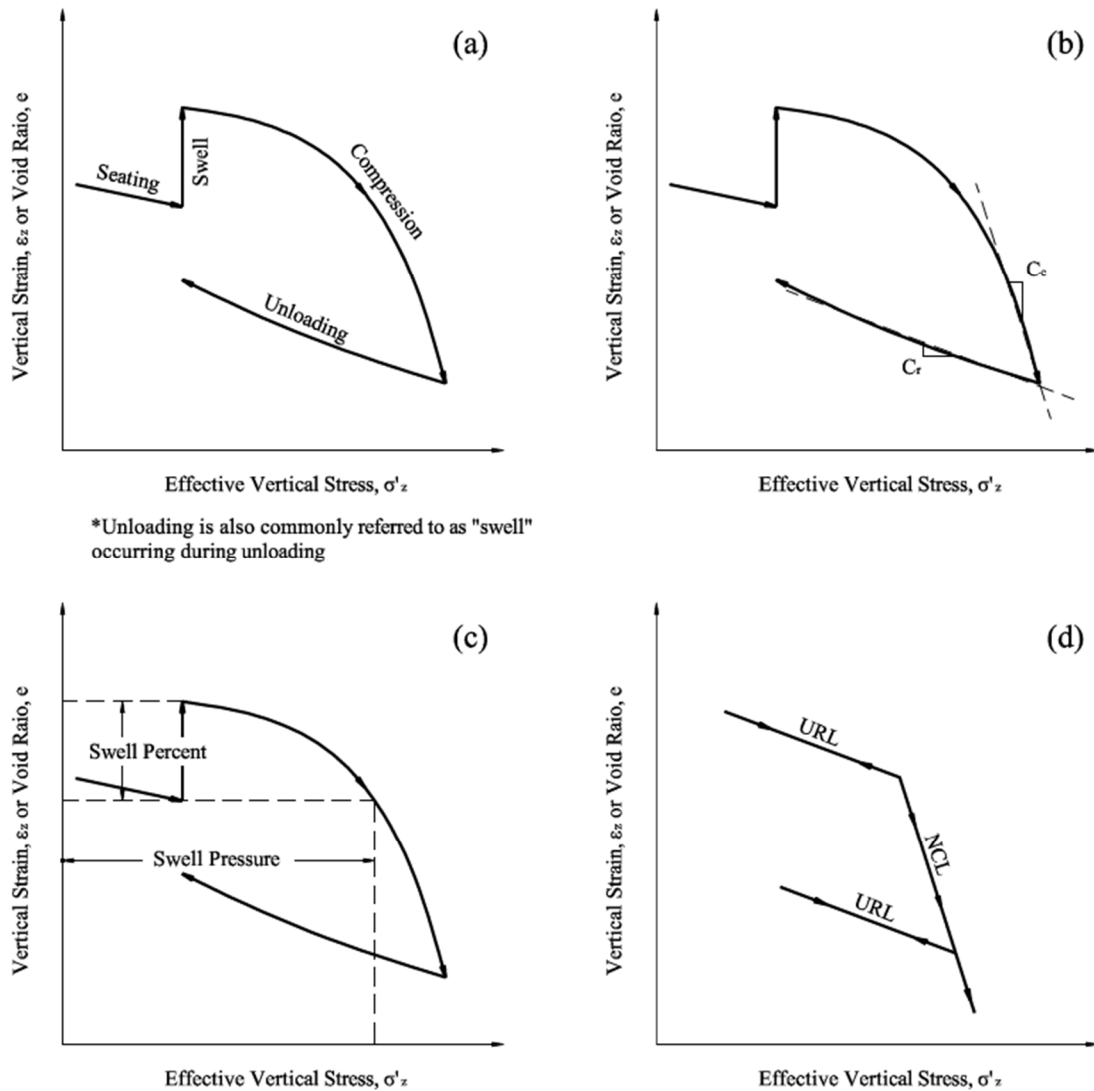 (a)
Vertical Strain, εz or Void Raio, e
Seating
Swell
Compression
Unloading
Effective Vertical Stress, σ'z
*Unloading is also commonly referred to as "swell"
occurring during unloading
(b)
Vertical Strain, εz or Void Raio, e
Cc
Cr
Effective Vertical Stress, σ'z
(c)
Vertical Strain, εz or Void Raio, e
Swell Percent
Swell Pressure
Effective Vertical Stress, σ'z
(d)
Vertical Strain, εz or Void Raio, e
URL
NCL
URL
Effective Vertical Stress, σ'z